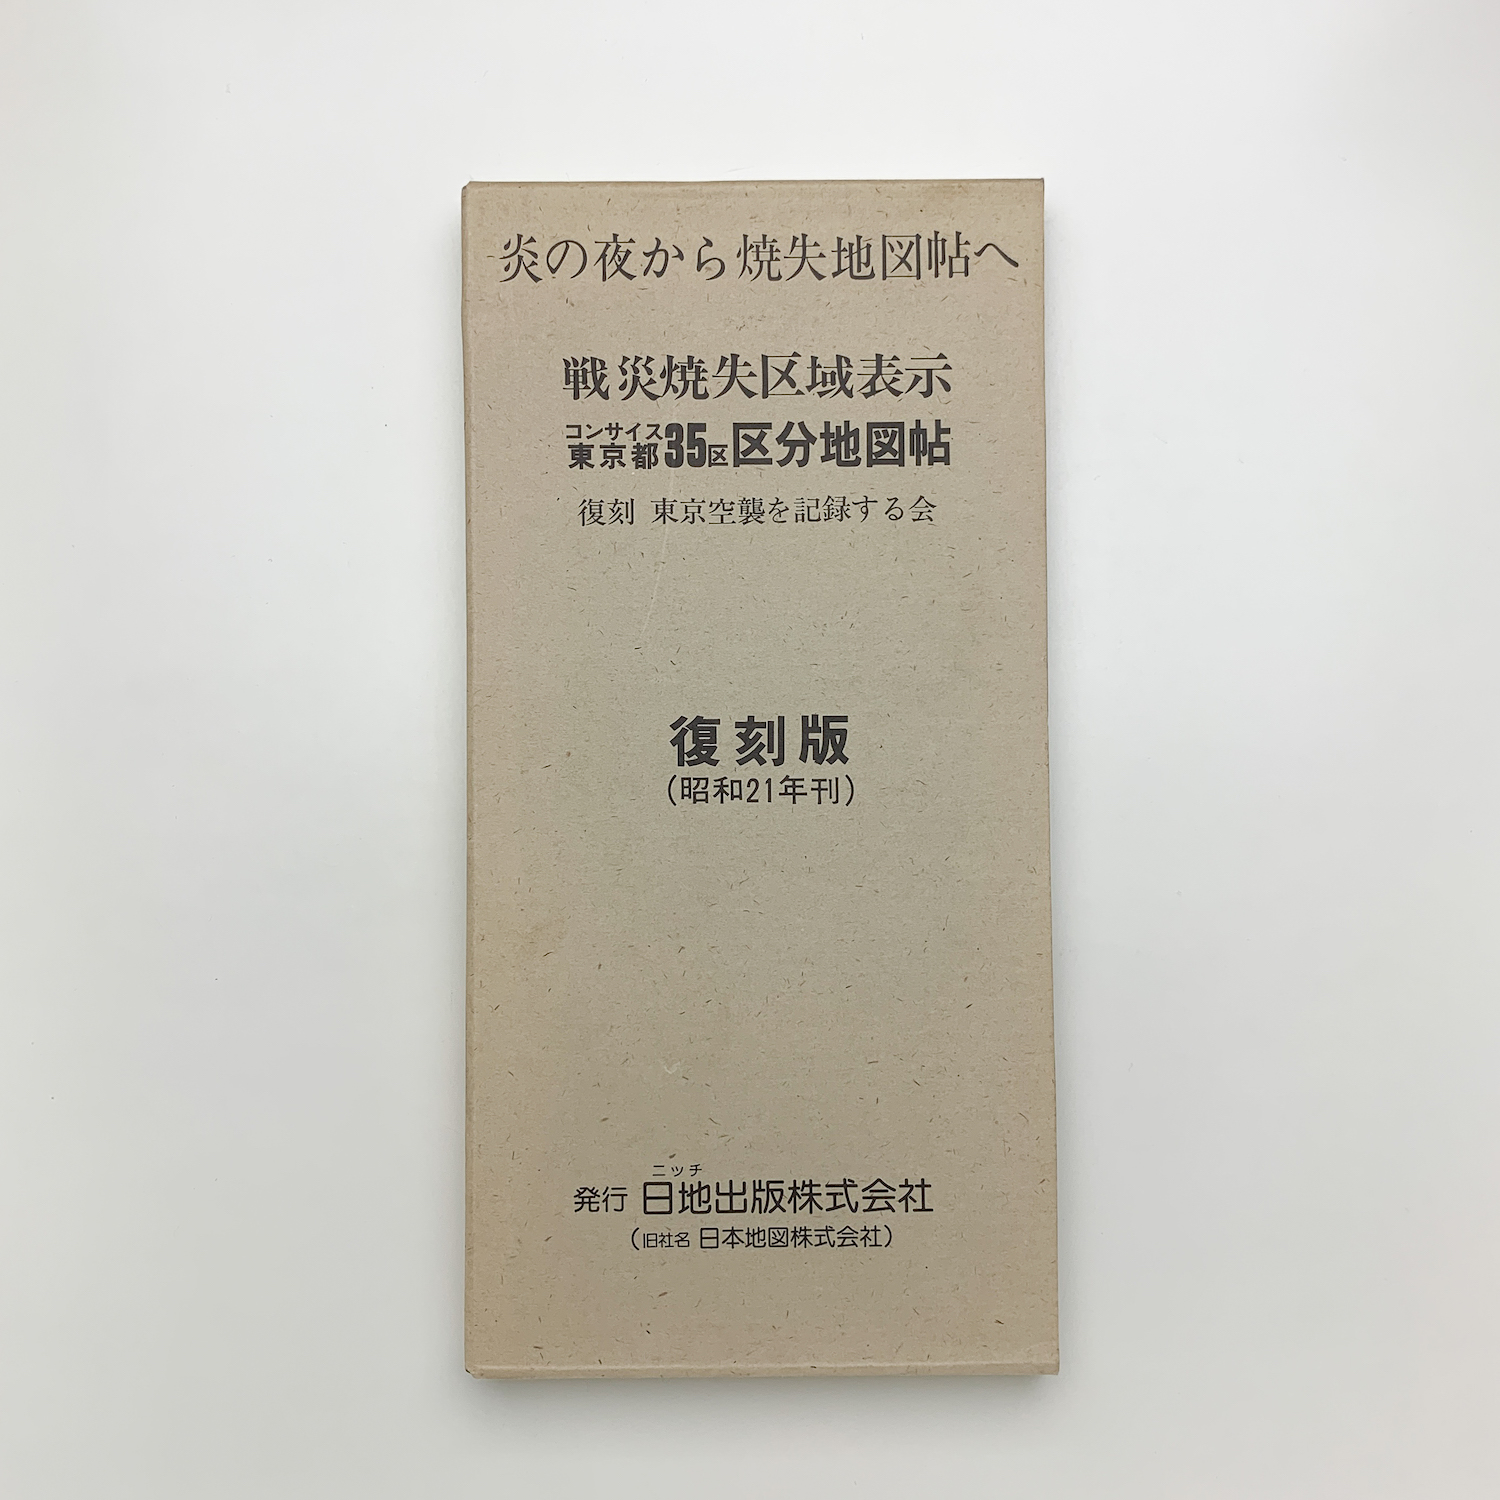 炎の夜から焼失地図帖へ
戦災焼失区域表示
コンサイス
東京都35区区分地図帖
復刻 東京空襲を記録する会
復刻版
(昭和21年刊)
ニッチ
発行 日地出版株式会社
(旧社名 日本地図株式会社)